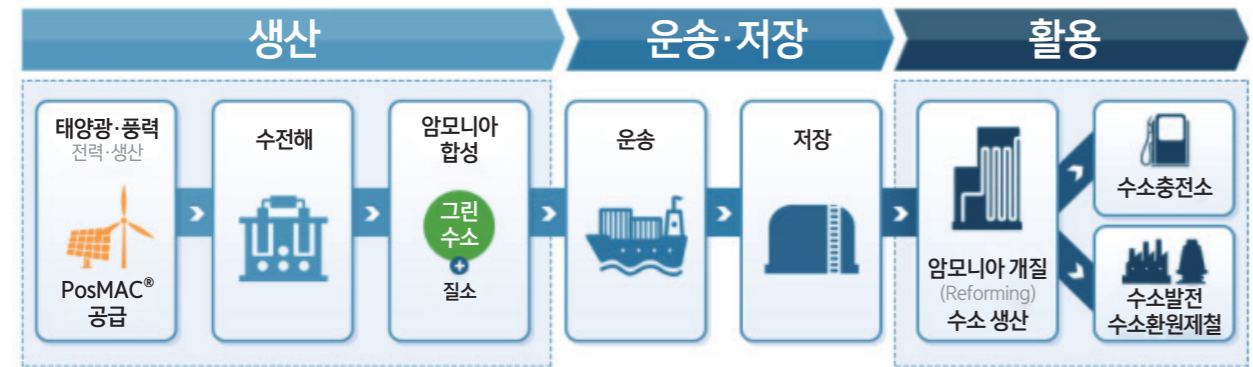 생산
운송·저장
활용
태양광·풍력
전력·생산
PosMAC®
공급
수전해
암모니아
합성
그린
수소
+
질소
운송
저장
암모니아 개질
(Reforming)
수소 생산
수소충전소
수소발전
수소환원제철